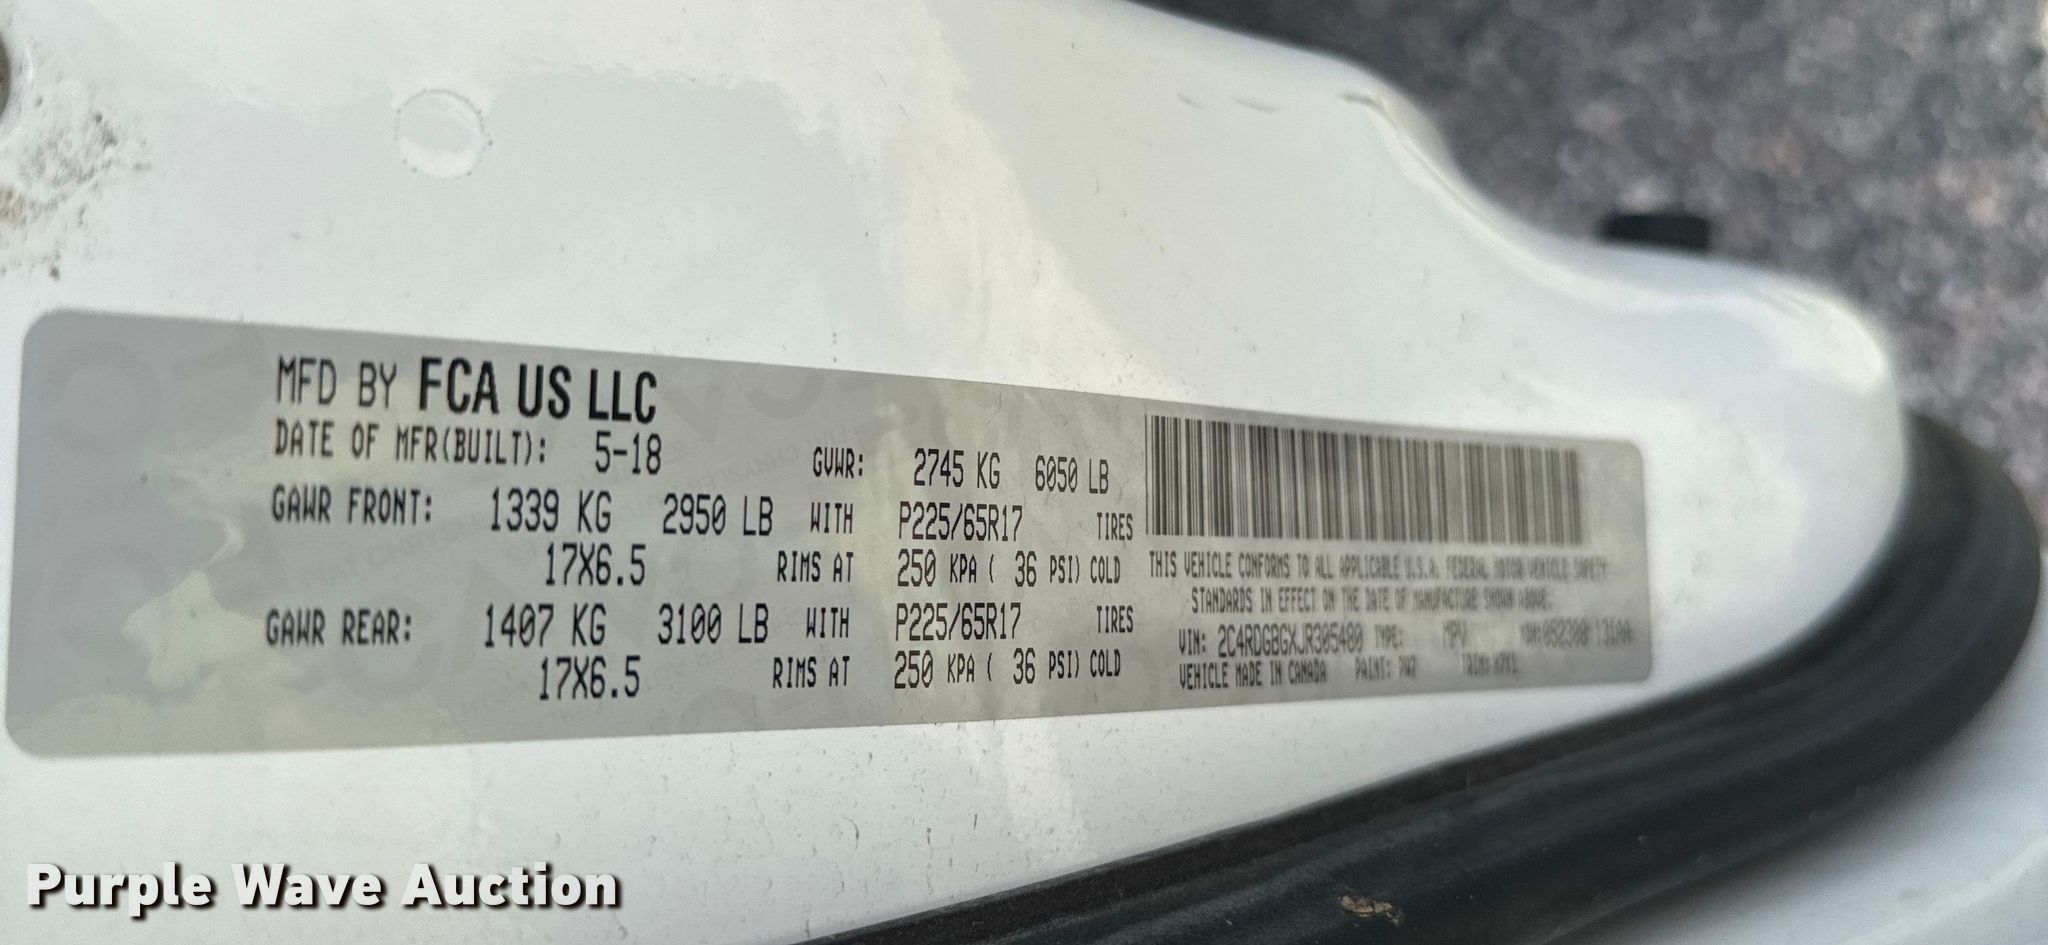 MFD BY FCA US LLC
DATE OF MFR(BUILT): 5-18 GVWR: 2745 KG 6050 LB
GAWR FRONT: 1339 KG 2950 LB WITH P225/65R17 TIRES
17X6.5 RIMS AT 250 KPA ( 36 PSI) COLD
GAWR REAR: 1407 KG 3100 LB WITH P225/65R17 TIRES
17X6.5 RIMS AT 250 KPA ( 36 PSI) COLD
THIS VEHICLE CONFORMS TO ALL APPLICABLE U.S.A. FEDERAL MOTOR VEHICLE SAFETY
STANDARDS IN EFFECT ON THE DATE OF MANUFACTURE SHOWN ABOVE.
VIN: 2C4RDGBGXJR305480 TYPE: MPV
VEHICLE MADE IN CANADA PAINT: PW7
Purple Wave Auction